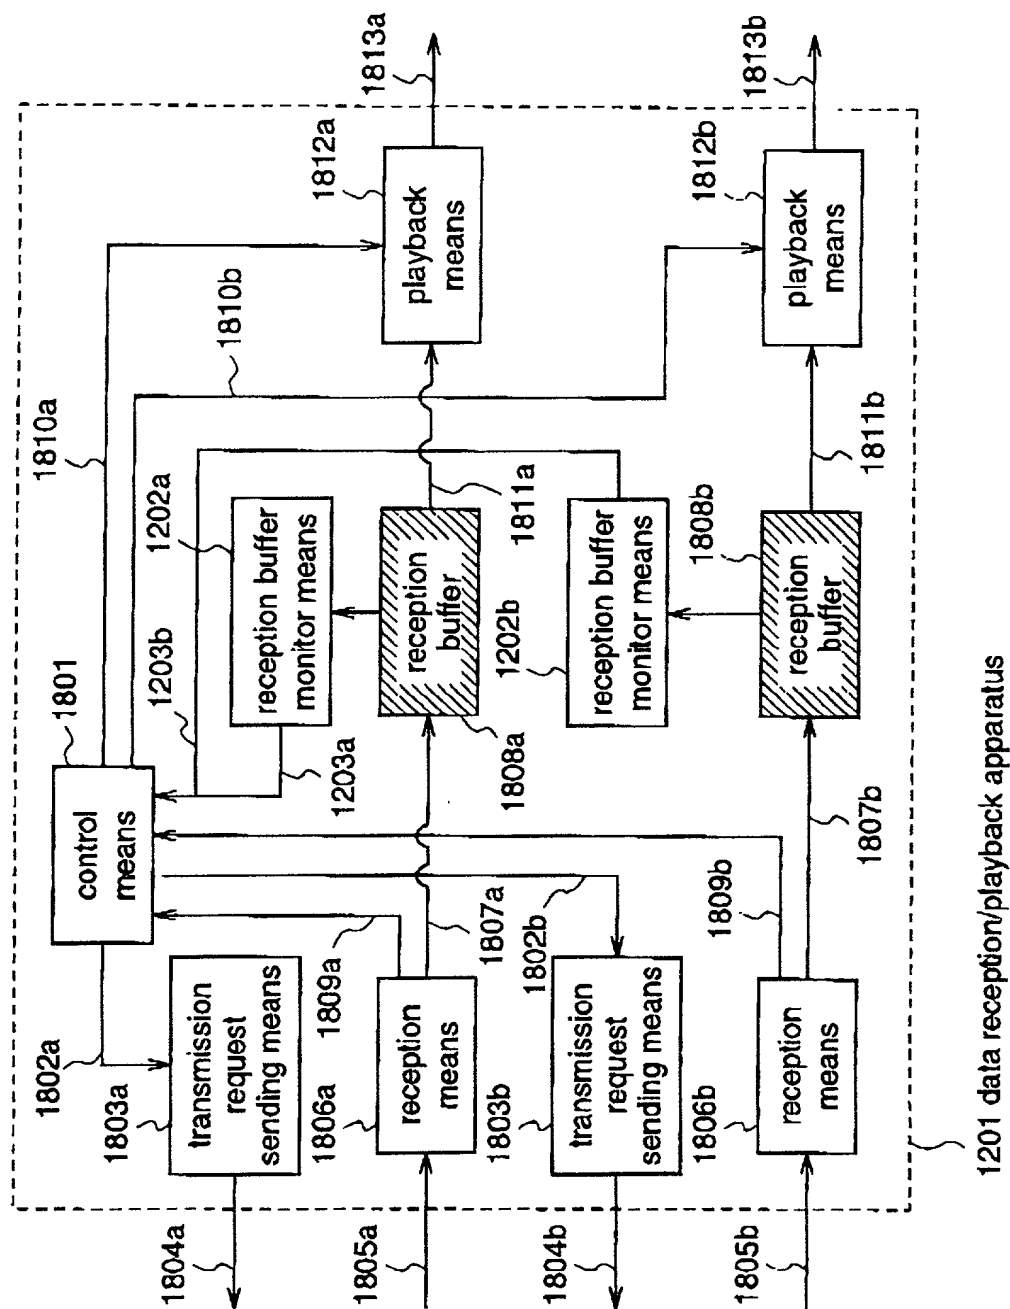 1801
control
means
1802a
1803a
transmission
request
sending means
1804a
1805a
1806a
reception
means
1809a
1807a
1802b
1803b
transmission
request
sending means
1804b
1805b
1806b
reception
means
1809b
1807b
1203b
1203a
1202a
reception buffer
monitor means
1808a
reception
buffer
1811a
1202b
reception buffer
monitor means
1808b
reception
buffer
1811b
1810a
1810b
1812a
playback
means
1813a
1812b
playback
means
1813b
1201 data reception/playback apparatus